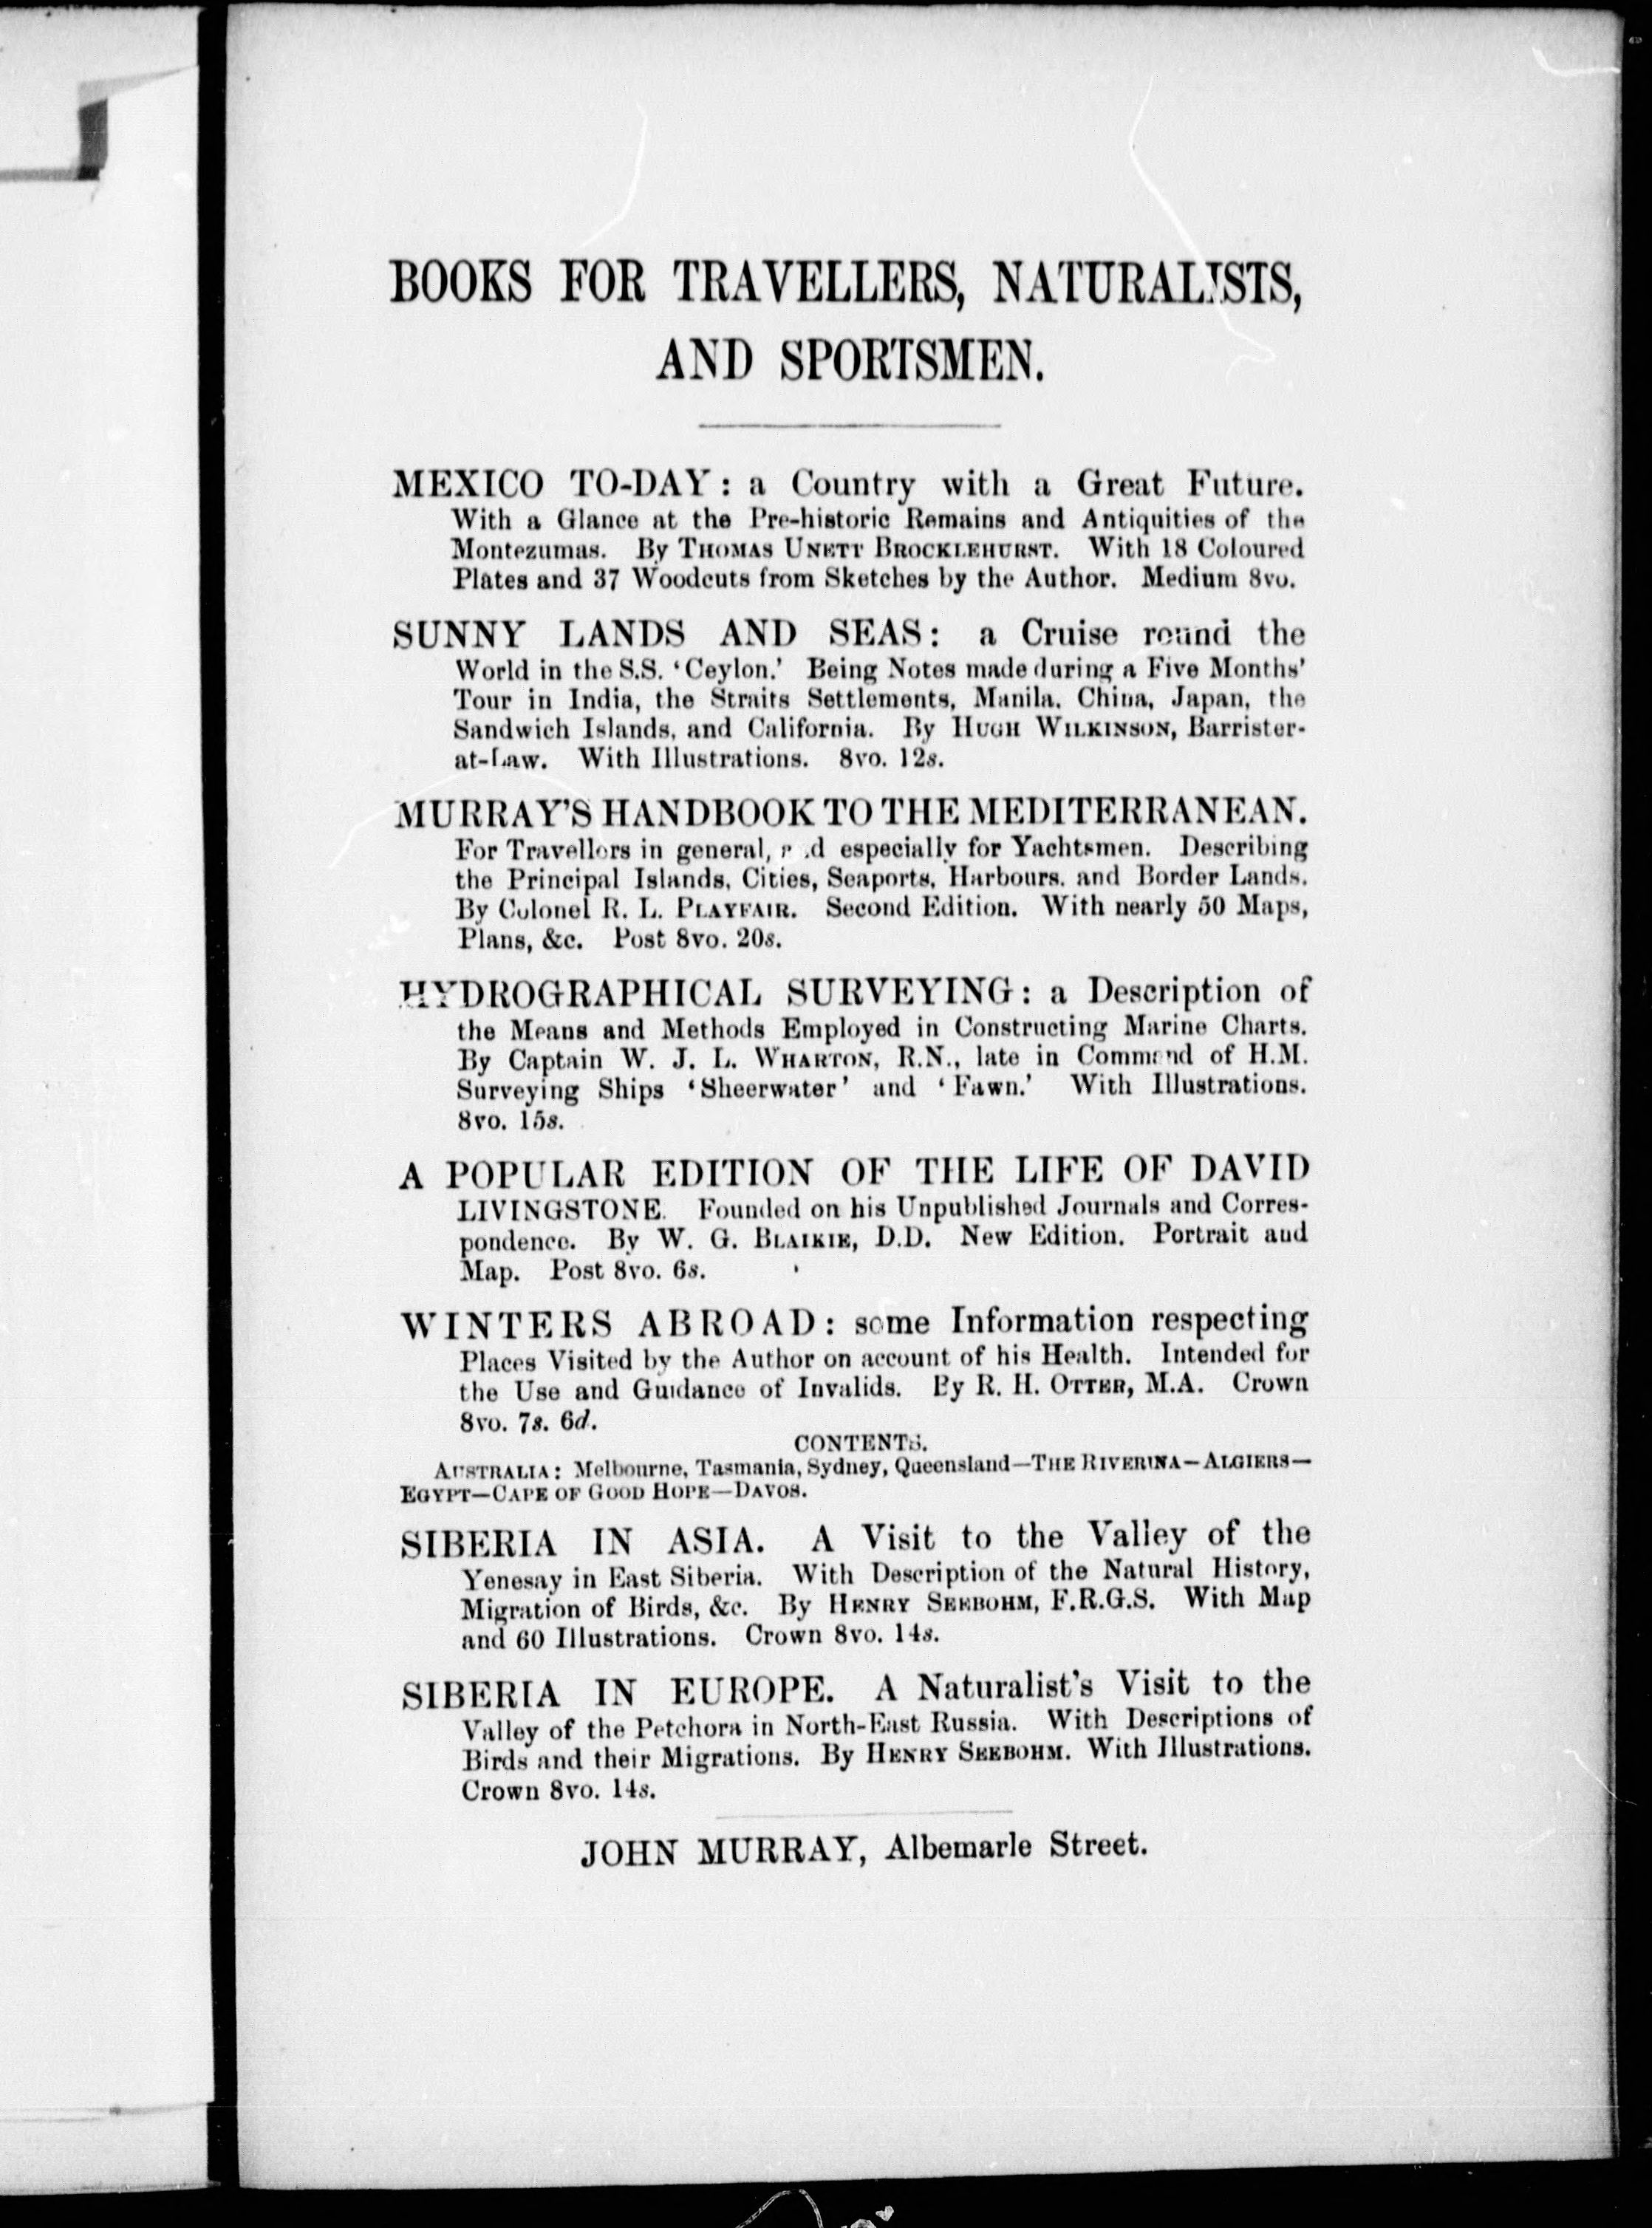 BOOKS FOR TRAVELLERS, NATURALISTS,
AND SPORTSMEN.
MEXICO TO-DAY: a Country with a Great Future.
With a Glance at the Pre-historic Remains and Antiquities of the
Montezumas. By THOMAS UNETT BROCKLEHURST. With 18 Coloured
Plates and 37 Woodcuts from Sketches by the Author. Medium 8vo.
SUNNY LANDS AND SEAS: a Cruise round the
World in the S.S. ‘Ceylon.’ Being Notes made during a Five Months’
Tour in India, the Straits Settlements, Manila, China, Japan, the
Sandwich Islands, and California. By HUGH WILKINSON, Barrister-
at-Law. With Illustrations. 8vo. 12s.
MURRAY’S HANDBOOK TO THE MEDITERRANEAN.
For Travellers in general, and especially for Yachtsmen. Describing
the Principal Islands, Cities, Seaports, Harbours, and Border Lands.
By Colonel R. L. PLAYFAIR. Second Edition. With nearly 50 Maps,
Plans, &c. Post 8vo. 20s.
HYDROGRAPHICAL SURVEYING: a Description of
the Means and Methods Employed in Constructing Marine Charts.
By Captain W. J. L. WHARTON, R.N., late in Command of H.M.
Surveying Ships ‘Sheerwater’ and ‘Fawn.’ With Illustrations.
8vo. 15s.
A POPULAR EDITION OF THE LIFE OF DAVID
LIVINGSTONE. Founded on his Unpublished Journals and Corres-
pondence. By W. G. BLAIKIE, D.D. New Edition. Portrait and
Map. Post 8vo. 6s.
WINTERS ABROAD: some Information respecting
Places Visited by the Author on account of his Health. Intended for
the Use and Guidance of Invalids. By R. H. OTTER, M.A. Crown
8vo. 7s. 6d.
CONTENTS.
AUSTRALIA: Melbourne, Tasmania, Sydney, Queensland—THE RIVERINA—ALGIERS—
EGYPT—CAPE OF GOOD HOPE—DAVOS.
SIBERIA IN ASIA. A Visit to the Valley of the
Yenesay in East Siberia. With Description of the Natural History,
Migration of Birds, &c. By HENRY SEEBOHM, F.R.G.S. With Map
and 60 Illustrations. Crown 8vo. 14s.
SIBERIA IN EUROPE. A Naturalist’s Visit to the
Valley of the Petchora in North-East Russia. With Descriptions of
Birds and their Migrations. By HENRY SEEBOHM. With Illustrations.
Crown 8vo. 14s.
JOHN MURRAY, Albemarle Street.